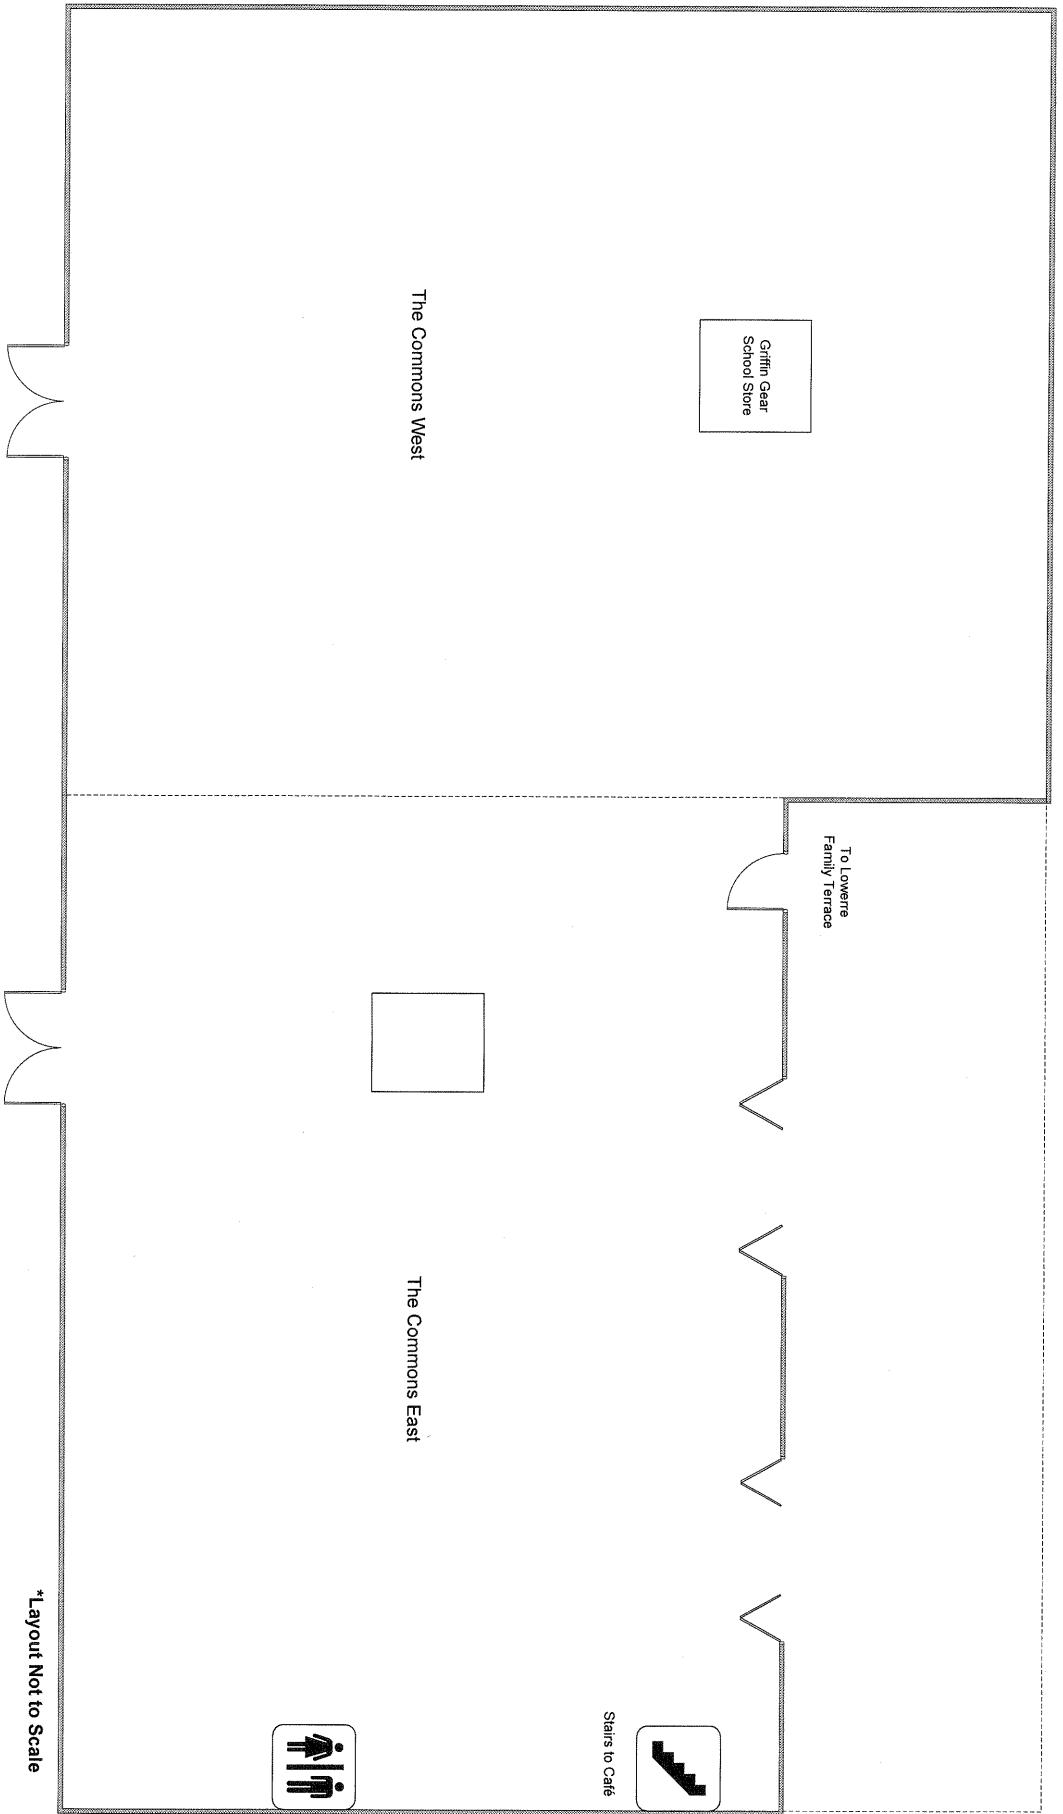 Griffin Gear
School Store
To Lowerre
Family Terrace
The Commons West
The Commons East
Stairs to Café
*Layout Not to Scale